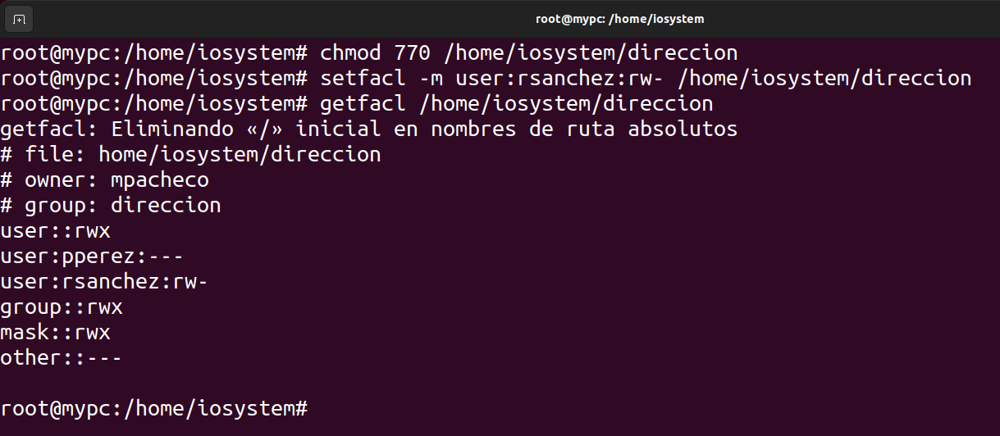 root@mypc: /home/iosystem
root@mypc:/home/iosystem# chmod 770 /home/iosystem/direccion
root@mypc:/home/iosystem# setfacl -m user:rsanchez:rw- /home/iosystem/direccion
root@mypc:/home/iosystem# getfacl /home/iosystem/direccion
getfacl: Eliminando «/» inicial en nombres de ruta absolutos
# file: home/iosystem/direccion
# owner: mpacheco
# group: direccion
user::rwx
user:pperez:---
user:rsanchez:rw-
group::rwx
mask::rwx
other::---
root@mypc:/home/iosystem#